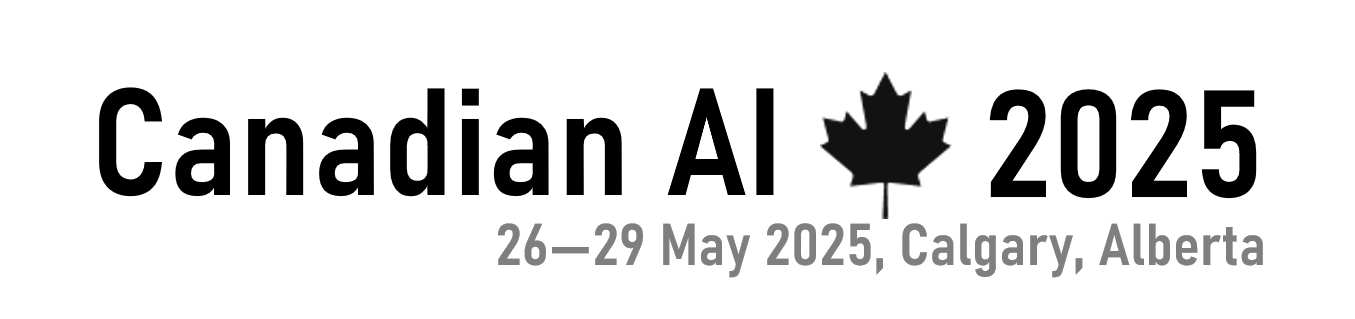 Canadian AI 2025
26—29 May 2025, Calgary, Alberta